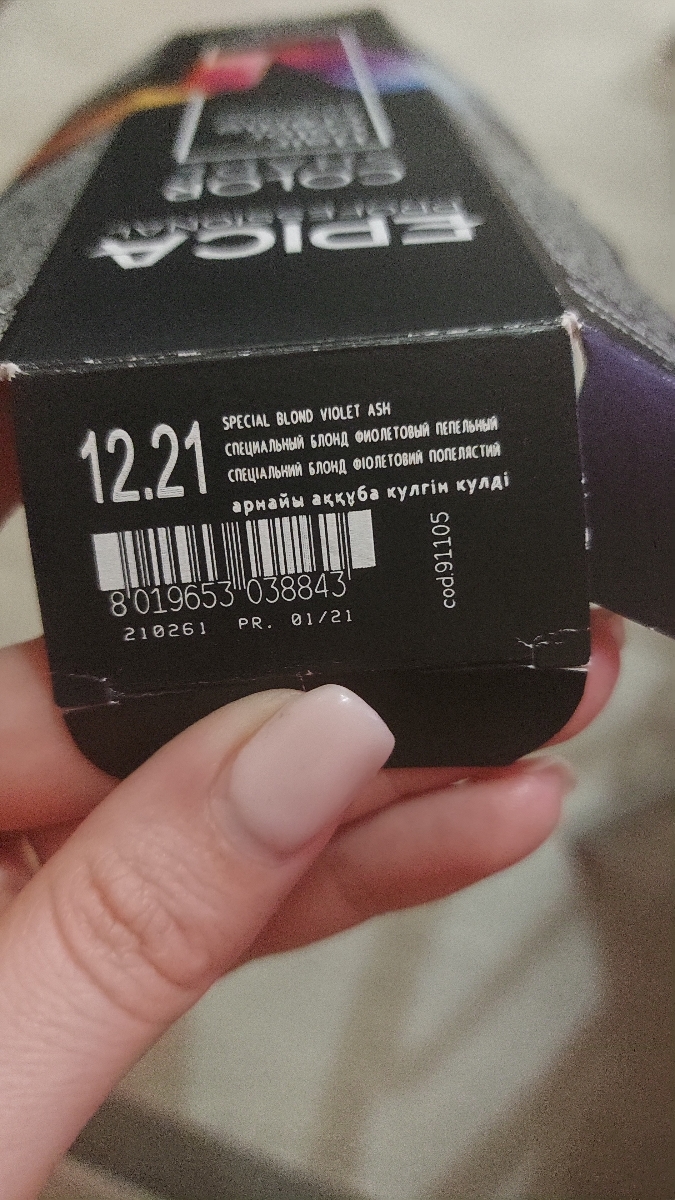 COLOR
PROFESSIONAL
EPICA
12.21
SPECIAL BLOND VIOLET ASH
СПЕЦИАЛЬНЫЙ БЛОНД ФИОЛЕТОВЫЙ ПЕПЕЛЬНЫЙ
СПЕЦІАЛЬНИЙ БЛОНД ФІОЛЕТОВИЙ ПОПЕЛЯСТИЙ
арнайы аққұба күлгін күлді
8 019653 038843
210261 PR. 01/21
cod.91105